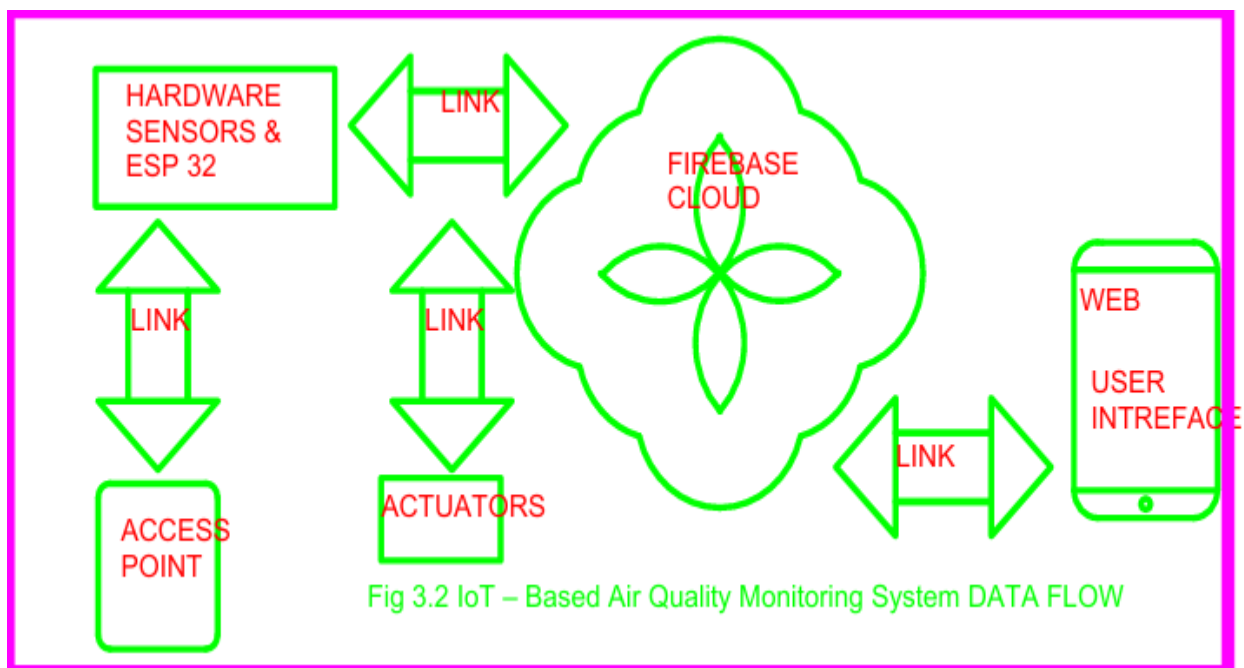 HARDWARE
SENSORS &
ESP 32
LINK
FIREBASE
CLOUD
LINK
LINK
WEB
USER
INTREFACE
LINK
ACCESS
POINT
ACTUATORS
Fig 3.2 IoT – Based Air Quality Monitoring System DATA FLOW